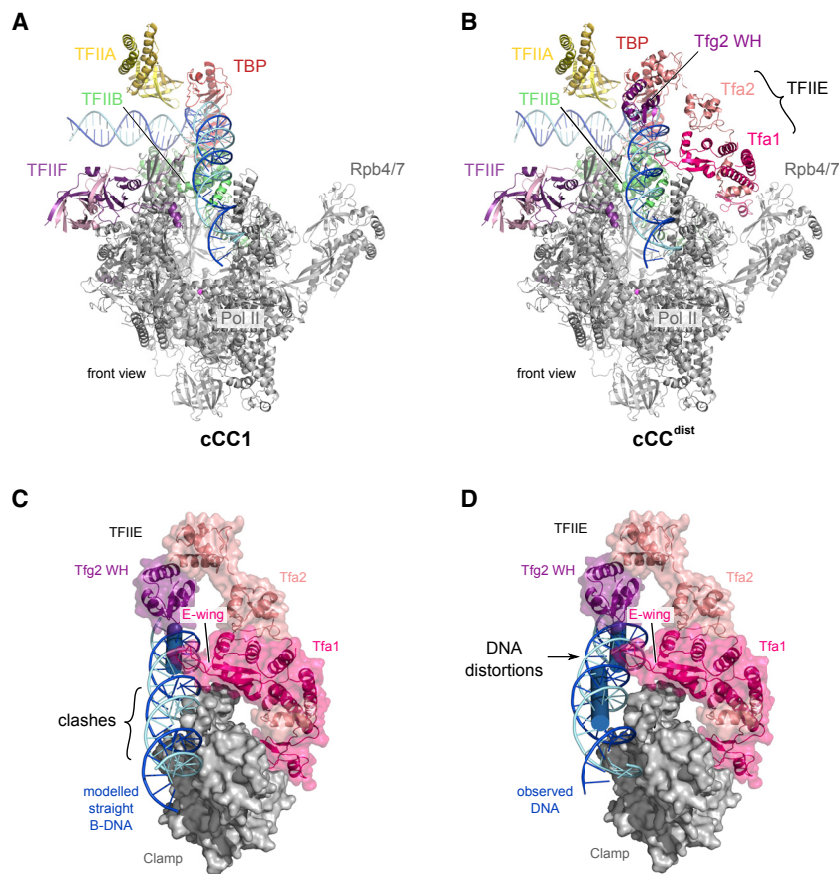 A
TFIIA
TBP
TFIIB
TFIIF
Rpb4/7
Pol II
front view
cCC1
B
TFIIA
TBP
Tfg2 WH
TFIIB
Tfa2
TFIIE
Tfa1
TFIIF
Rpb4/7
Pol II
front view
cCCdist
C
TFIIE
Tfg2 WH
Tfa2
E-wing
Tfa1
clashes
modelled
straight
B-DNA
Clamp
D
TFIIE
Tfg2 WH
Tfa2
E-wing
Tfa1
DNA
distortions
observed
DNA
Clamp